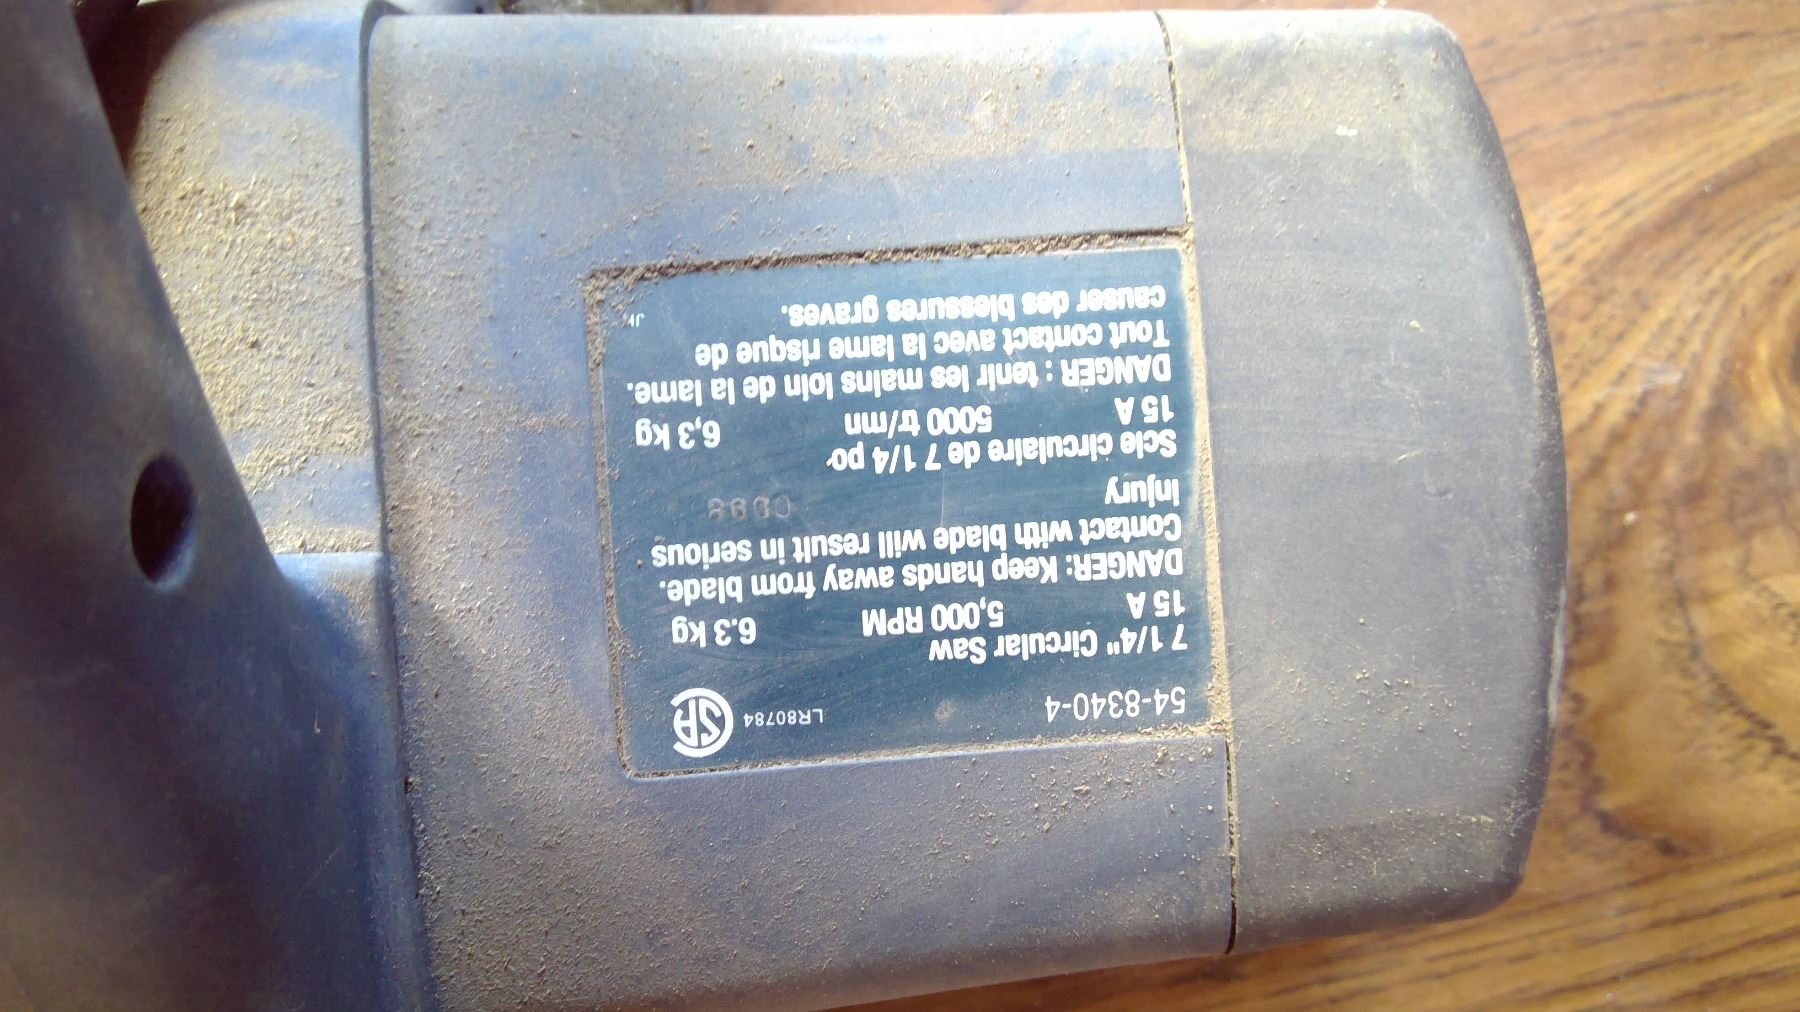 54-8340-4 LR80784 SA
7 1/4" Circular Saw
15 A 5,000 RPM 6.3 kg
DANGER: Keep hands away from blade.
Contact with blade will result in serious
Injury
Scie circulaire de 7 1/4 po
15 A 5000 tr/mn 6,3 kg
DANGER : tenir les mains loin de la lame.
Tout contact avec la lame risque de
causer des blessures graves.